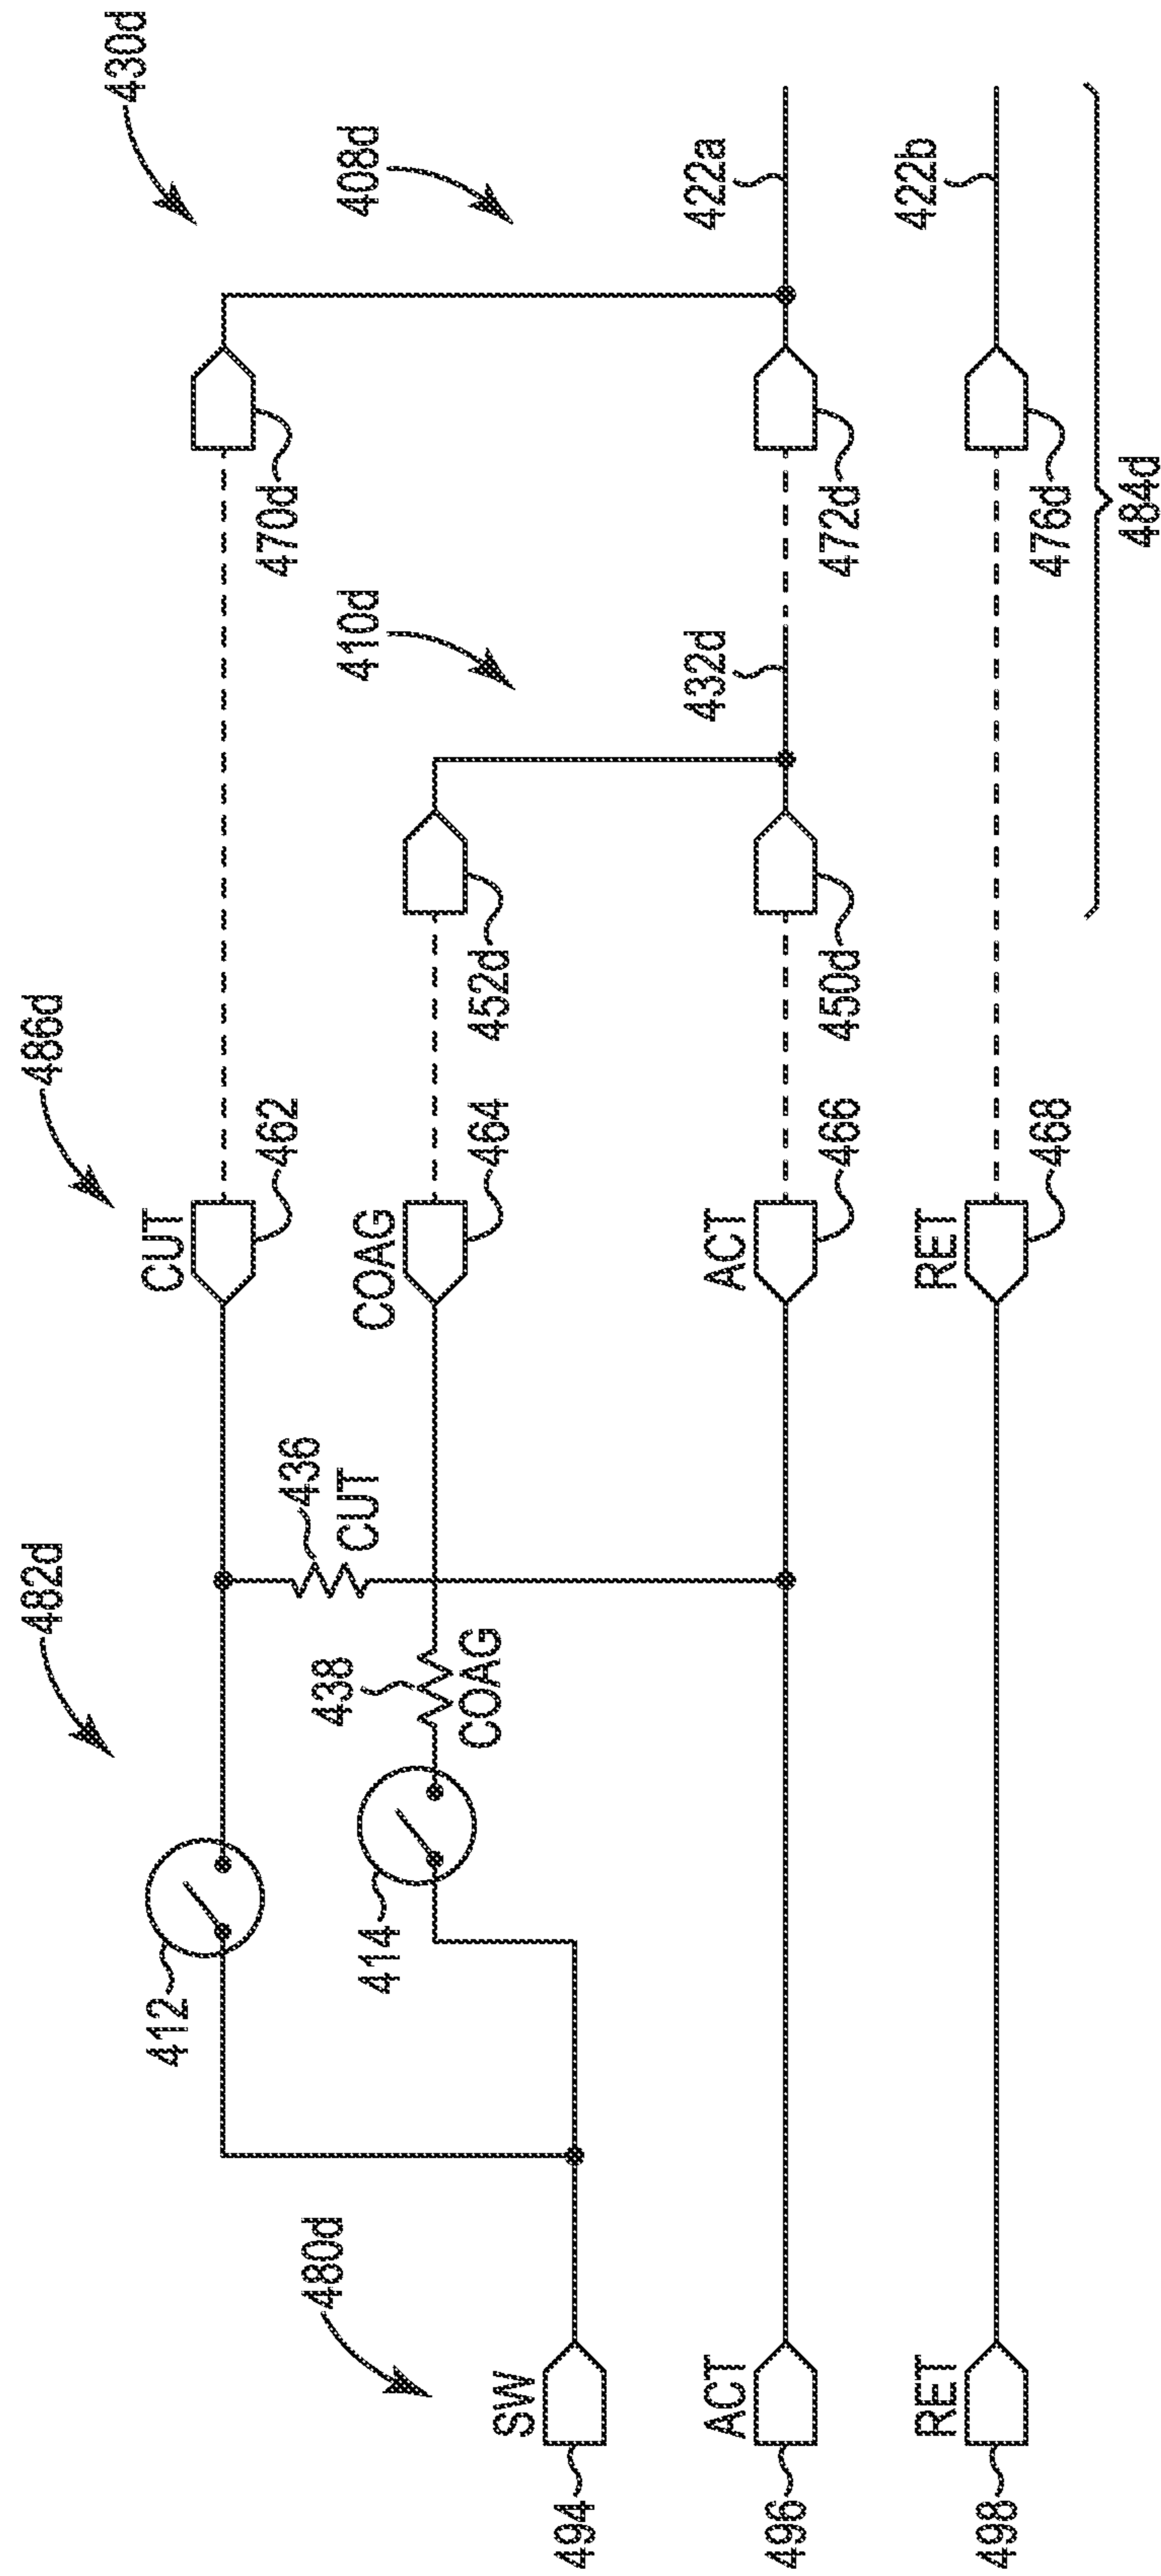 430d
408d
422a
422b
470d
472d
476d
484d
410d
432d
452d
450d
486d
CUT
462
COAG
464
ACT
466
RET
468
482d
436
CUT
438
COAG
412
414
480d
SW
494
ACT
496
RET
498